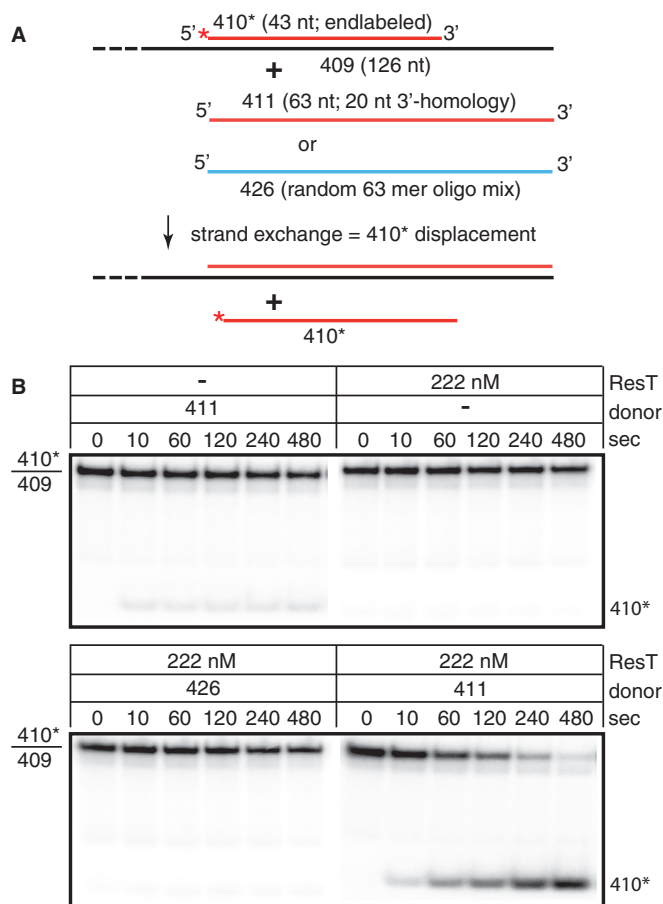 A
410* (43 nt; endlabeled)
5’ * 3’
+ 409 (126 nt)
411 (63 nt; 20 nt 3’-homology)
5’ 3’
or
5’ 3’
426 (random 63 mer oligo mix)
strand exchange = 410* displacement
+
*
410*
B
- 222 nM ResT
411 - donor
0 10 60 120 240 480 0 10 60 120 240 480 sec
410*
409
410*
222 nM 222 nM ResT
426 411 donor
0 10 60 120 240 480 0 10 60 120 240 480 sec
410*
409
410*